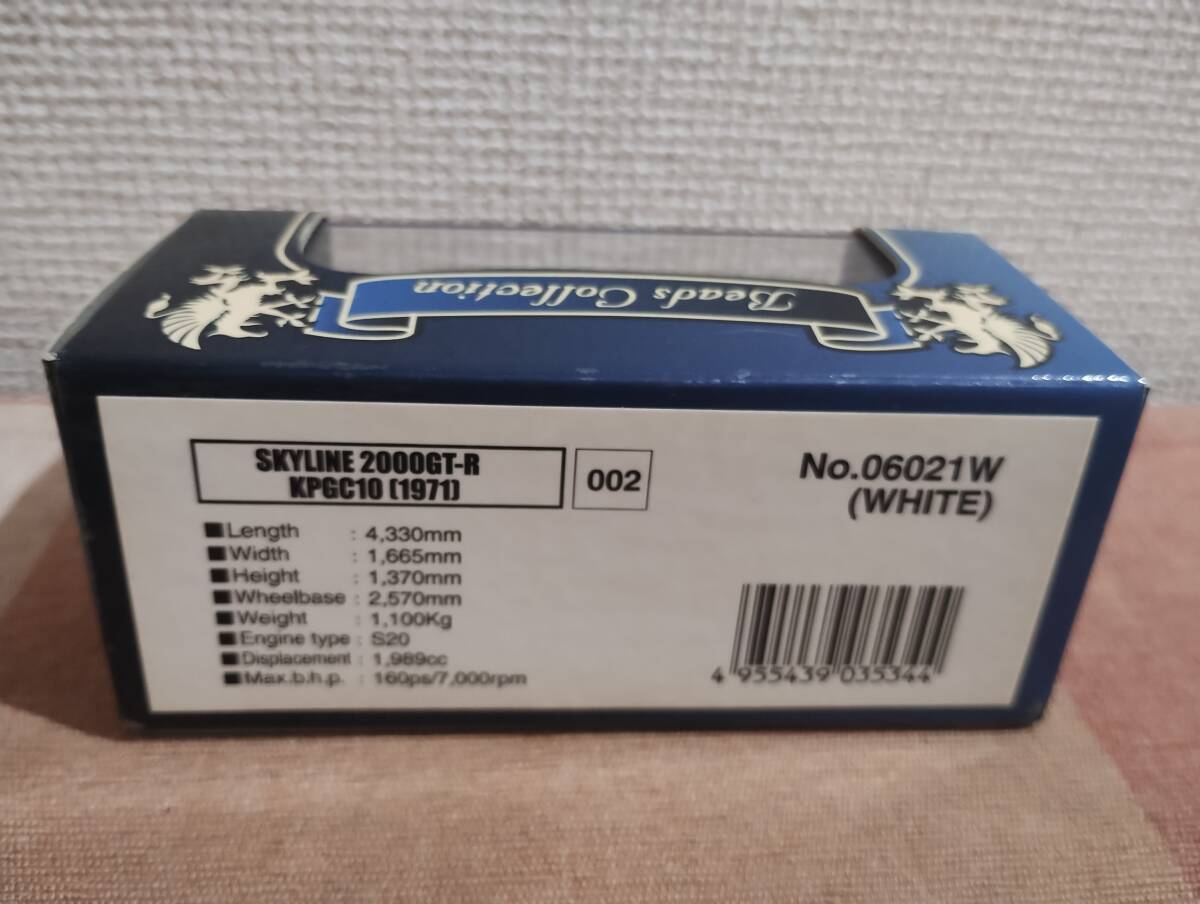 Beads Collection
SKYLINE 2000GT-R
KPGC10 (1971)
002
No.06021W
(WHITE)
■Length : 4,330mm
■Width : 1,665mm
■Height : 1,370mm
■Wheelbase : 2,570mm
■Weight : 1,100Kg
■Engine type : S20
■Displacement : 1,989cc
■Max.b.h.p. : 160ps/7,000rpm
4 955439 035344